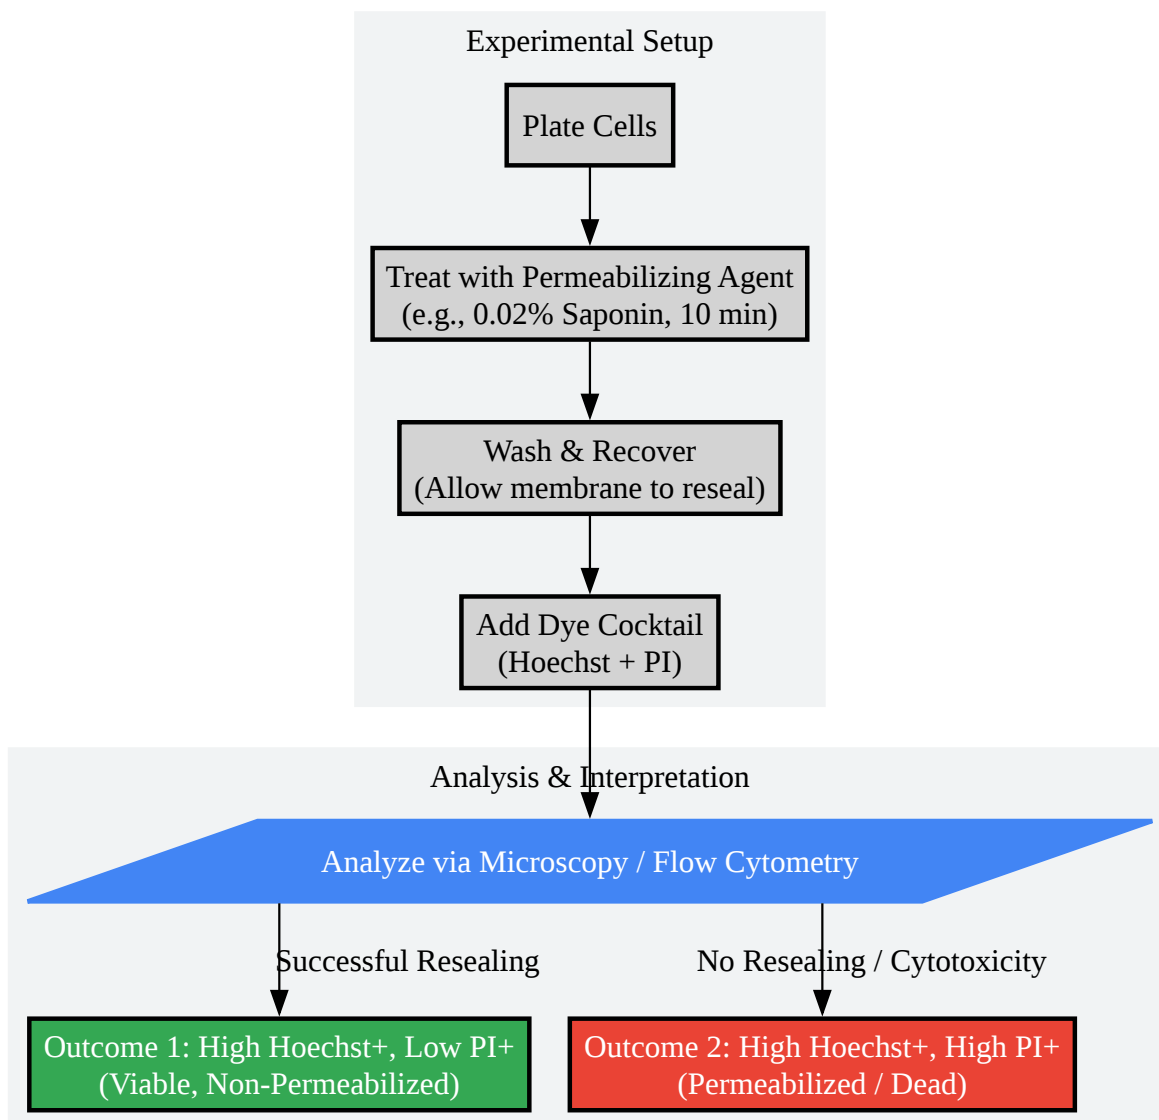 Experimental Setup
Plate Cells
Treat with Permeabilizing Agent
(e.g., 0.02% Saponin, 10 min)
Wash & Recover
(Allow membrane to reseal)
Add Dye Cocktail
(Hoechst + PI)
Analysis & Interpretation
Analyze via Microscopy / Flow Cytometry
Successful Resealing
No Resealing / Cytotoxicity
Outcome 1: High Hoechst+, Low PI+
(Viable, Non-Permeabilized)
Outcome 2: High Hoechst+, High PI+
(Permeabilized / Dead)